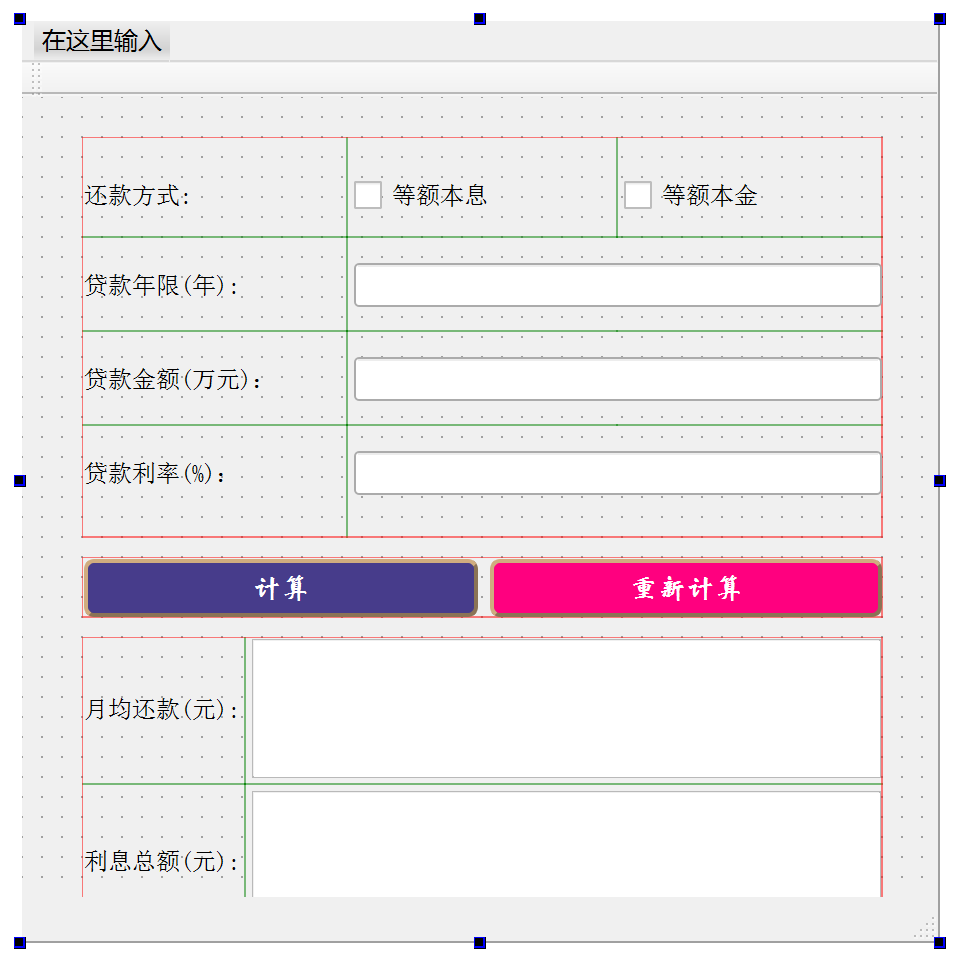 在这里输入
还款方式: 等额本息 等额本金
贷款年限(年):
贷款金额(万元)：
贷款利率(%)：
计算 重新计算
月均还款(元):
利息总额(元):